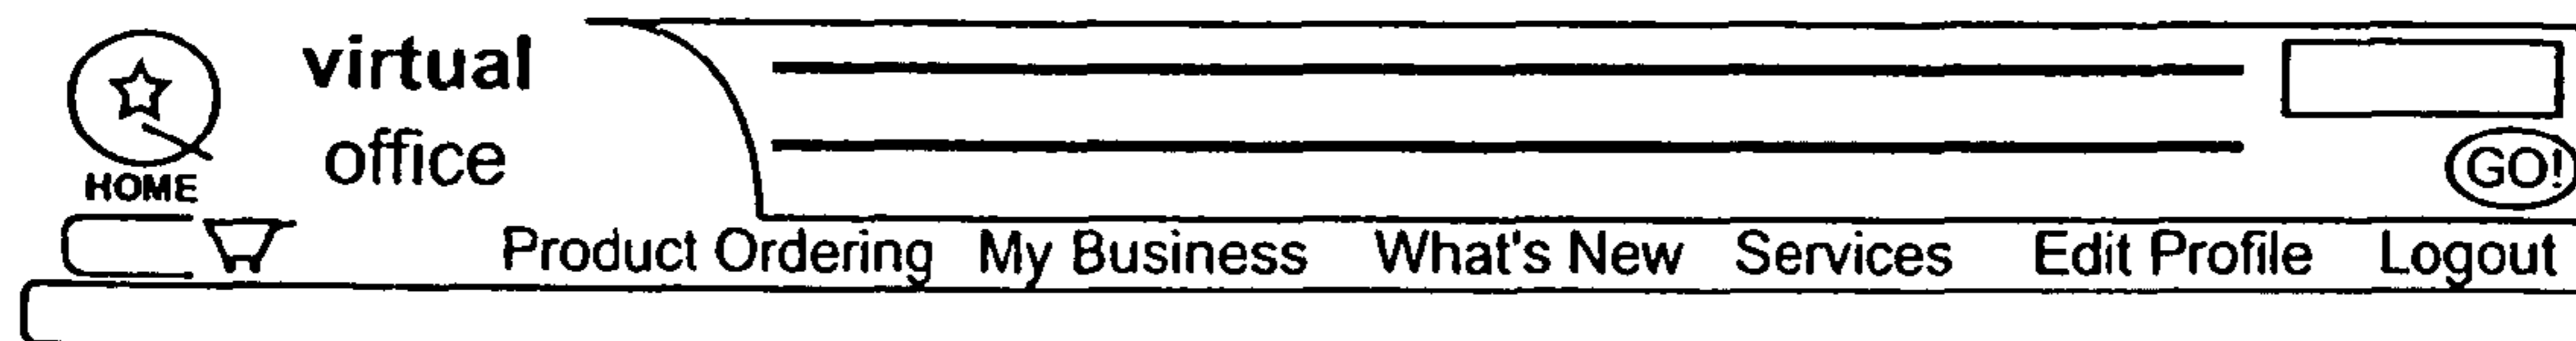 virtual
office
HOME
GO!
Product Ordering My Business What's New Services Edit Profile Logout